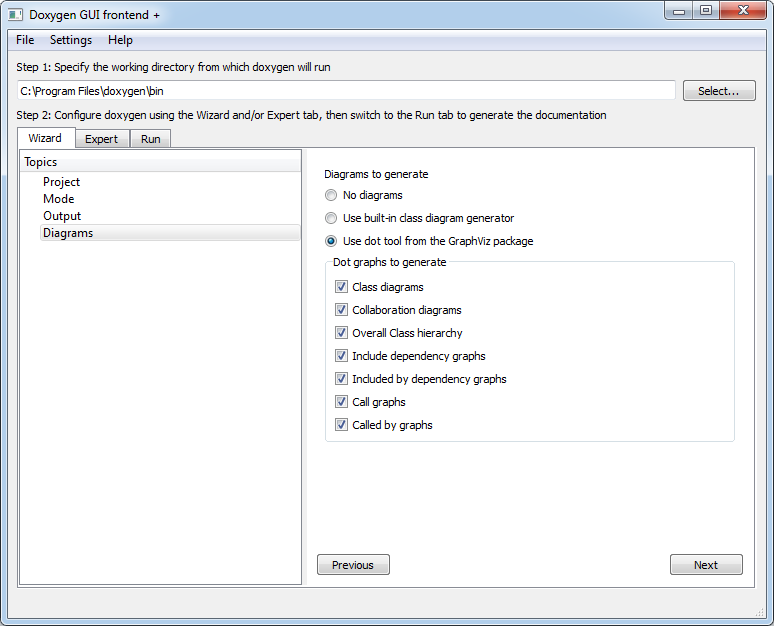 Doxygen GUI frontend +
File Settings Help
Step 1: Specify the working directory from which doxygen will run
C:\Program Files\doxygen\bin
Select...
Step 2: Configure doxygen using the Wizard and/or Expert tab, then switch to the Run tab to generate the documentation
Wizard Expert Run
Topics
Project
Mode
Output
Diagrams
Diagrams to generate
No diagrams
Use built-in class diagram generator
Use dot tool from the GraphViz package
Dot graphs to generate
Class diagrams
Collaboration diagrams
Overall Class hierarchy
Include dependency graphs
Included by dependency graphs
Call graphs
Called by graphs
Previous
Next